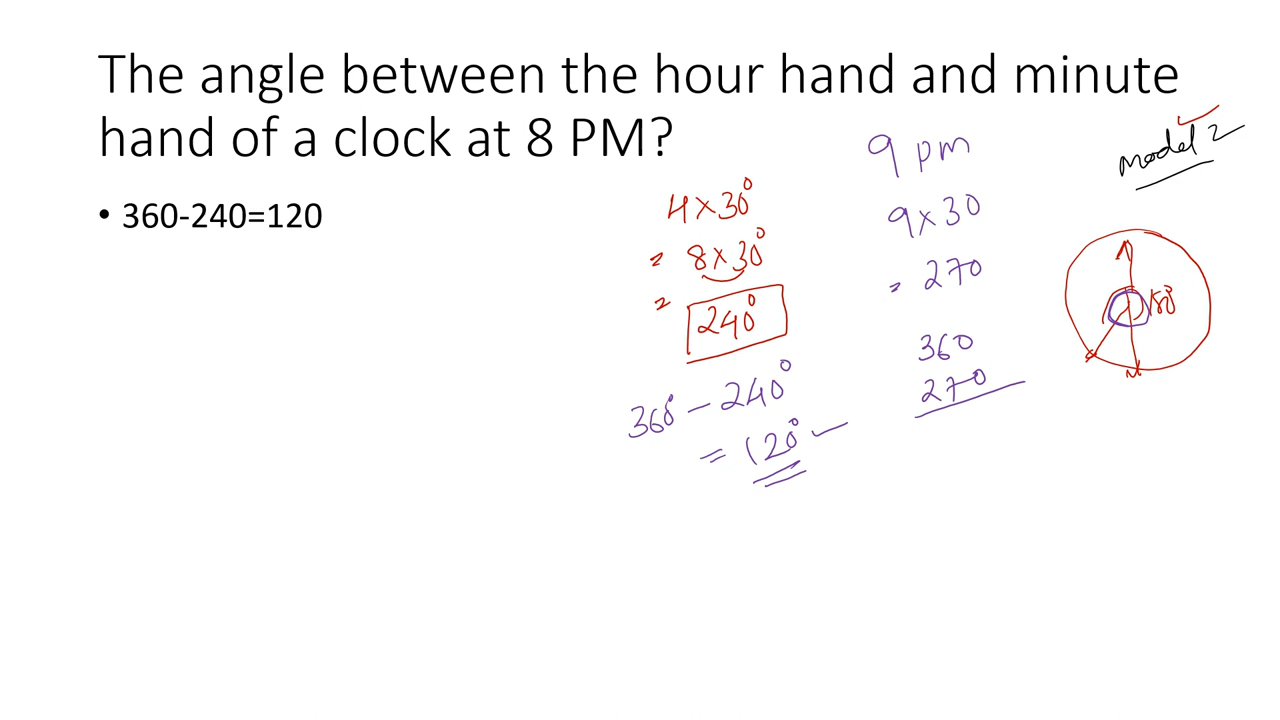 The angle between the hour hand and minute
hand of a clock at 8 PM?
• 360-240=120
4 × 30°
= 8 × 30°
= 240°
360° - 240°
= 120°
9 pm
9 × 30
= 270
360
270
Model 2
180°